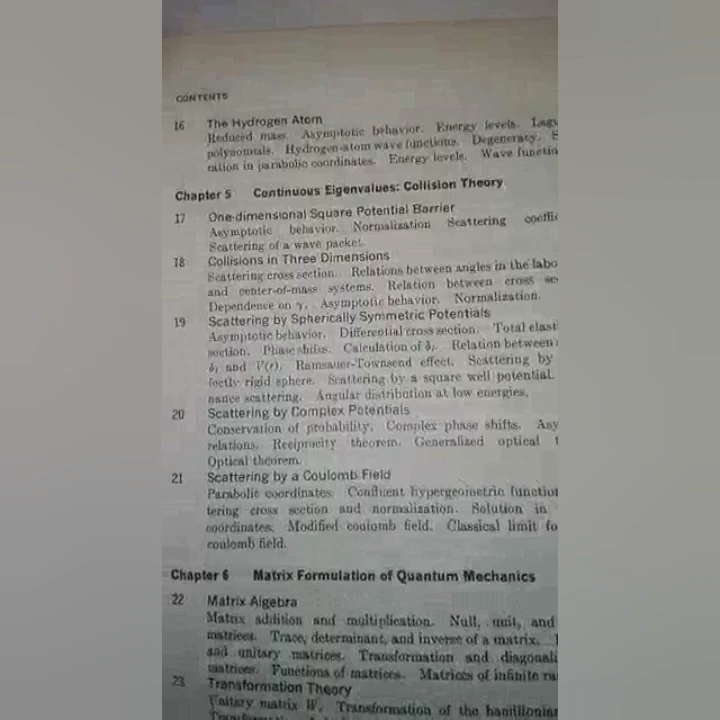 CONTENTS
16 The Hydrogen Atom
Reduced mass. Asymptotic behavior. Energy levels. Lagu
polynomials. Hydrogen-atom wave functions. Degeneracy. S
ration in parabolic coordinates. Energy levels. Wave functio
Chapter 5 Continuous Eigenvalues: Collision Theory
17 One-dimensional Square Potential Barrier
Asymptotic behavior. Normalization Scattering coeffic
Scattering of a wave packet.
18 Collisions in Three Dimensions
Scattering cross section. Relations between angles in the labo
and center-of-mass systems. Relation between cross sec
Dependence on γ. Asymptotic behavior. Normalization.
19 Scattering by Spherically Symmetric Potentials
Asymptotic behavior. Differential cross section. Total elasti
section. Phase shifts. Calculation of δₗ. Relation between
δₗ and V(r). Ramsauer-Townsend effect. Scattering by
fectly rigid sphere. Scattering by a square well potential.
nance scattering. Angular distribution at low energies.
20 Scattering by Complex Potentials
Conservation of probability. Complex phase shifts. Asy
relations. Reciprocity theorem. Generalized optical t
Optical theorem.
21 Scattering by a Coulomb Field
Parabolic coordinates. Confluent hypergeometric function
tering cross section and normalization. Solution in
coordinates. Modified coulomb field. Classical limit fo
coulomb field.
Chapter 6 Matrix Formulation of Quantum Mechanics
22 Matrix Algebra
Matrix addition and multiplication. Null, unit, and
matrices. Trace, determinant, and inverse of a matrix.
and unitary matrices. Transformation and diagonali
matrices. Functions of matrices. Matrices of infinite ra
23 Transformation Theory
Unitary matrix W. Transformation of the hamiltonian